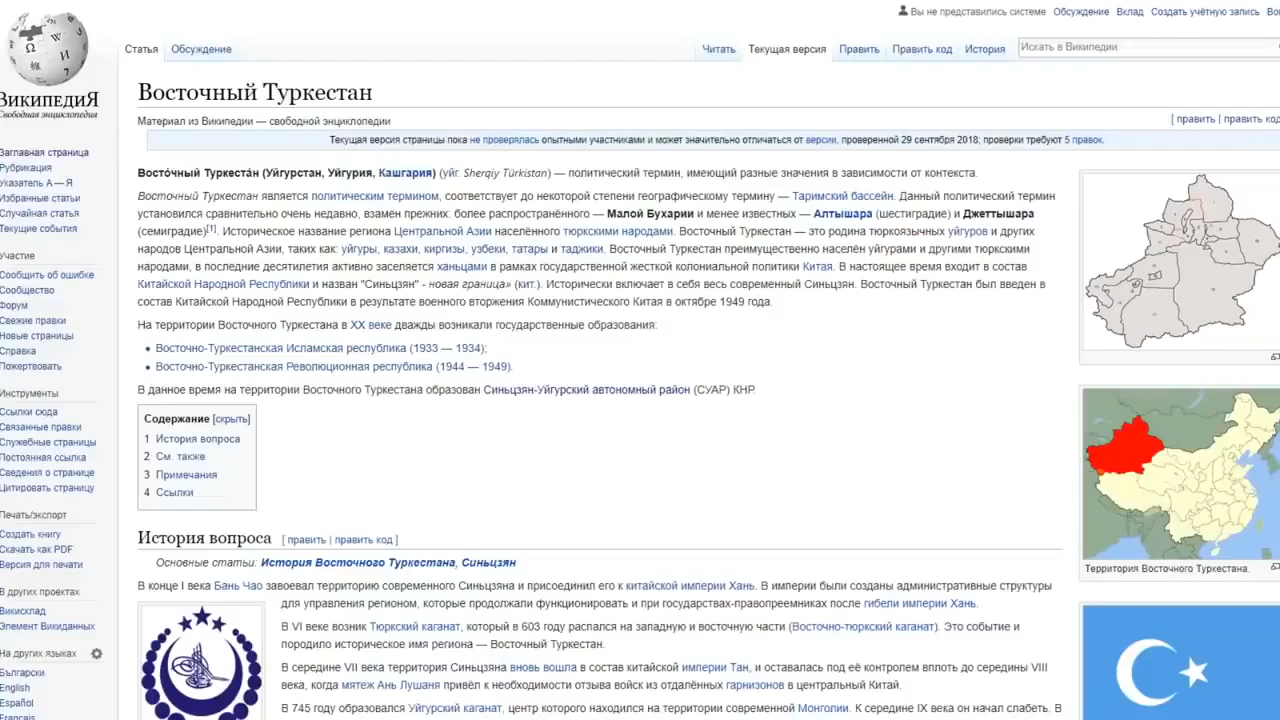 Вы не представились системе Обсуждение Вклад Создать учётную запись
ВИКИПЕДИЯ
Свободная энциклопедия
Статья Обсуждение Читать Текущая версия Править Править код История Искать в Википедии
Заглавная страница
Рубрикация
Указатель А — Я
Избранные статьи
Случайная статья
Текущие события
Участие
Сообщить об ошибке
Сообщество
Форум
Свежие правки
Новые страницы
Справка
Пожертвовать
Инструменты
Ссылки сюда
Связанные правки
Служебные страницы
Постоянная ссылка
Сведения о странице
Цитировать страницу
Печать/экспорт
Создать книгу
Скачать как PDF
Версия для печати
В других проектах
Викисклад
Элемент Викиданных
На других языках
Български
English
Español
Français
Восточный Туркестан
Материал из Википедии — свободной энциклопедии
[ править | править код
Текущая версия страницы пока не проверялась опытными участниками и может значительно отличаться от версии, проверенной 29 сентября 2018; проверки требуют 5 правок.
Восто́чный Туркеста́н (Уйгурстан, Уйгурия, Кашгария) (уйг. Sherqiy Türkistan) — политический термин, имеющий разные значения в зависимости от контекста.
Восточный Туркестан является политическим термином, соответствует до некоторой степени географическому термину — Таримский бассейн. Данный политический термин
установился сравнительно очень недавно, взамен прежних: более распространённого — Малой Бухарии и менее известных — Алтышара (шестиградие) и Джеттышара
(семиградие)[1]. Историческое название региона Центральной Азии населённого тюркскими народами. Восточный Туркестан — это родина тюркоязычных уйгуров и других
народов Центральной Азии, таких как: уйгуры, казахи, киргизы, узбеки, татары и таджики. Восточный Туркестан преимущественно населён уйгурами и другими тюркскими
народами, в последние десятилетия активно заселяется ханьцами в рамках государственной жесткой колониальной политики Китая. В настоящее время входит в состав
Китайской Народной Республики и назван "Синьцзян" - новая граница» (кит.). Исторически включает в себя весь современный Синьцзян. Восточный Туркестан был введен в
состав Китайской Народной Республики в результате военного вторжения Коммунистического Китая в октябре 1949 года.
На территории Восточного Туркестана в XX веке дважды возникали государственные образования:
• Восточно-Туркестанская Исламская республика (1933 — 1934);
• Восточно-Туркестанская Революционная республика (1944 — 1949).
В данное время на территории Восточного Туркестана образован Синьцзян-Уйгурский автономный район (СУАР) КНР.
Содержание [скрыть]
1 История вопроса
2 См. также
3 Примечания
4 Ссылки
История вопроса [ править | править код ]
Основные статьи: История Восточного Туркестана, Синьцзян
В конце I века Бань Чао завоевал территорию современного Синьцзяна и присоединил его к китайской империи Хань. В империи были созданы административные структуры
для управления регионом, которые продолжали функционировать и при государствах-правопреемниках после гибели империи Хань.
В VI веке возник Тюркский каганат, который в 603 году распался на западную и восточную части (Восточно-тюркский каганат). Это событие и
породило историческое имя региона — Восточный Туркестан.
В середине VII века территория Синьцзяна вновь вошла в состав китайской империи Тан, и оставалась под её контролем вплоть до середины VIII
века, когда мятеж Ань Лушаня привёл к необходимости отзыва войск из отдалённых гарнизонов в центральный Китай.
В 745 году образовался Уйгурский каганат, центр которого находился на территории современной Монголии. К середине IX века он начал слабеть. В
Территория Восточного Туркестана.